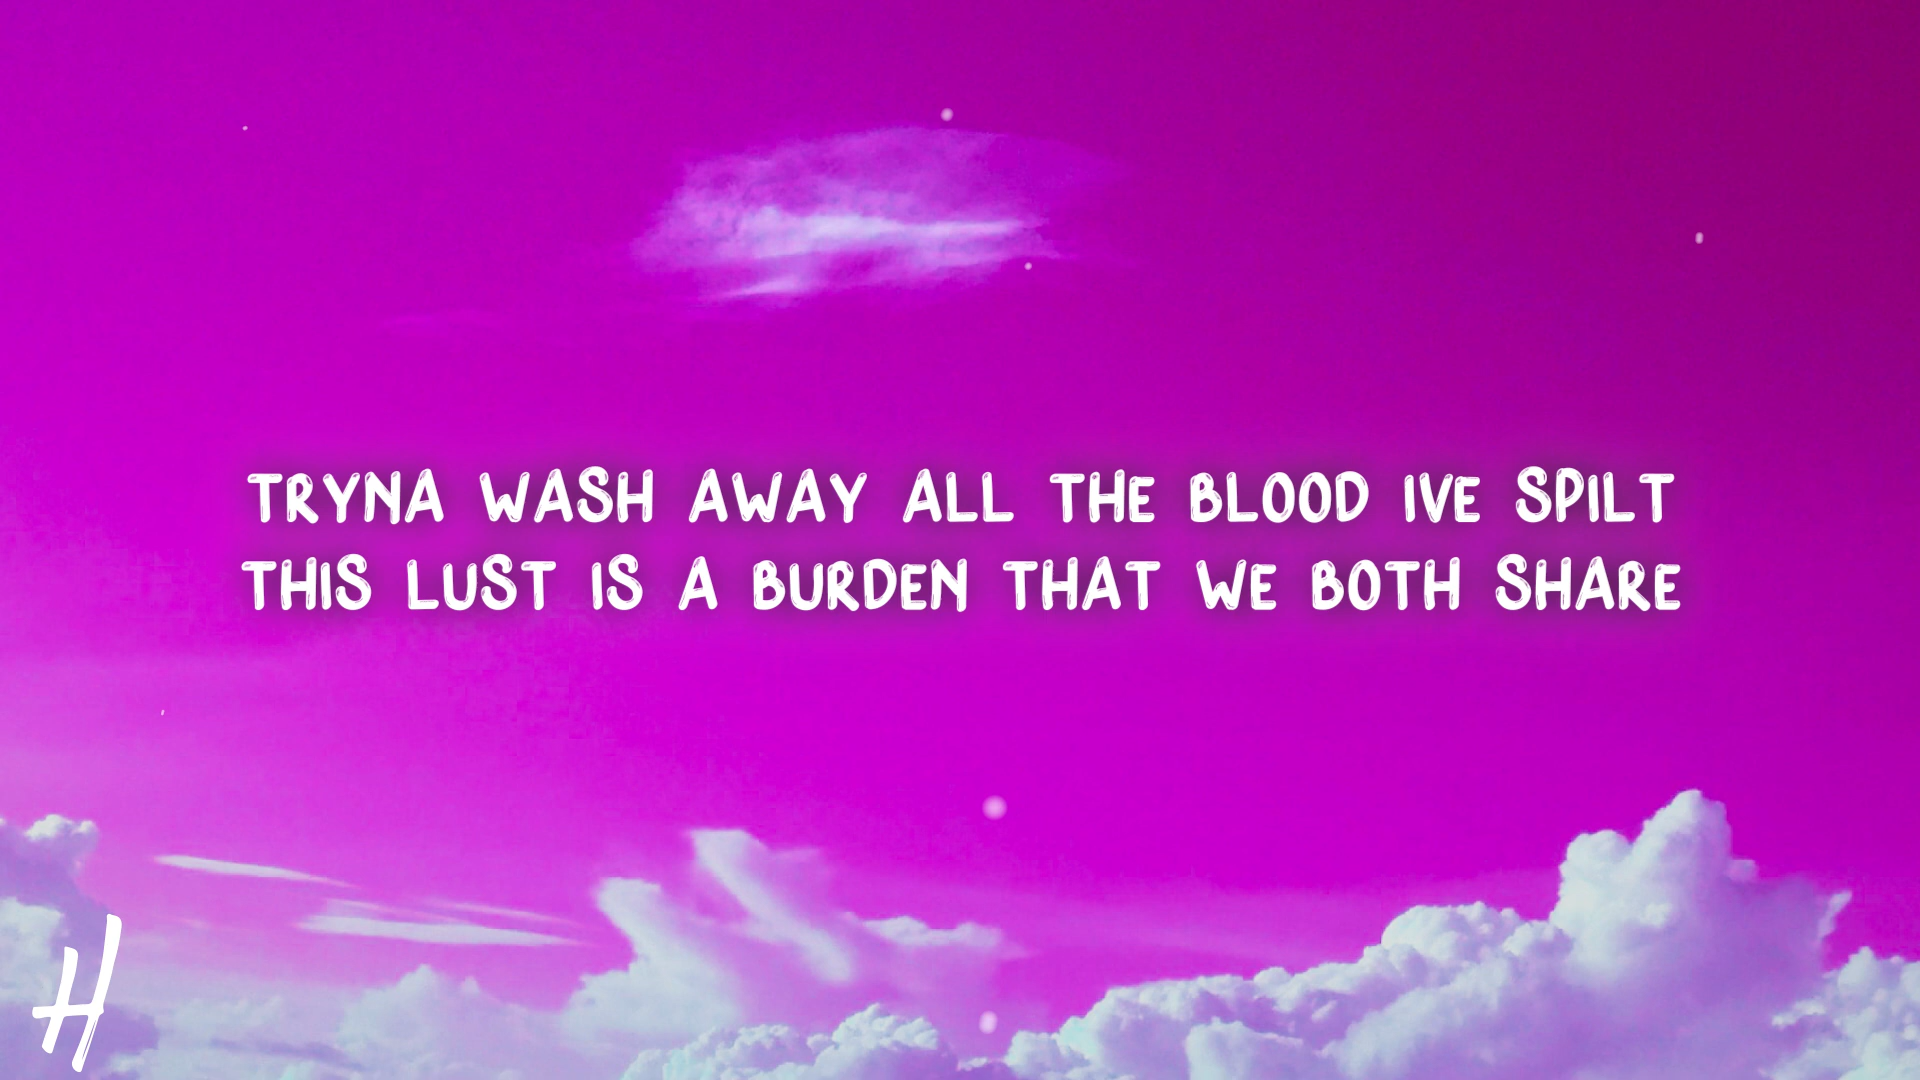 TRYNA WASH AWAY ALL THE BLOOD IVE SPILT
THIS LUST IS A BURDEN THAT WE BOTH SHARE
H